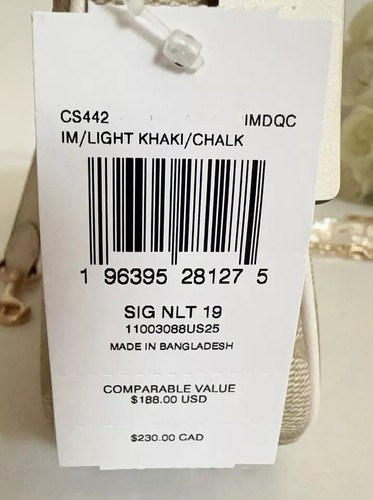 CS442 IMDQC
IM/LIGHT KHAKI/CHALK
1 96395 28127 5
SIG NLT 19
11003088US25
MADE IN BANGLADESH
COMPARABLE VALUE
$188.00 USD
$230.00 CAD